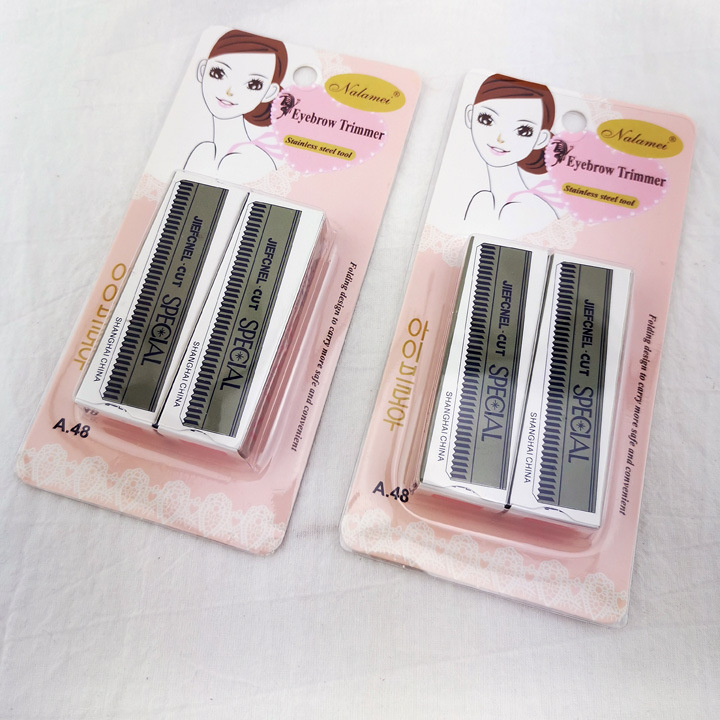 Nalamei®
Eyebrow Trimmer
Stainless steel tool
JIEFCNEL·CUT
SPECIAL
SHANGHAI CHINA
JIEFCNEL·CUT
SPECIAL
SHANGHAI CHINA
Folding design to carry more safe and convenient
A.48
Nalamei®
Eyebrow Trimmer
Stainless steel tool
JIEFCNEL·CUT
SPECIAL
SHANGHAI CHINA
JIEFCNEL·CUT
SPECIAL
SHANGHAI CHINA
Folding design to carry more safe and convenient
A.48